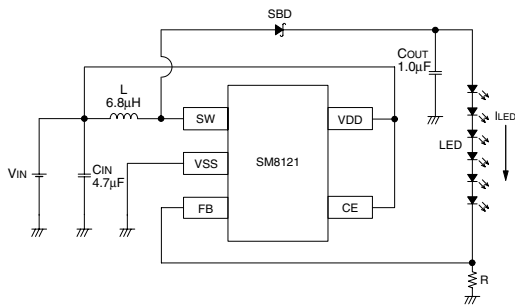 SBD
COUT
1.0μF
L
6.8μH
SW
VDD
ILED
LED
VSS
SM8121
VIN
CIN
4.7μF
FB
CE
R